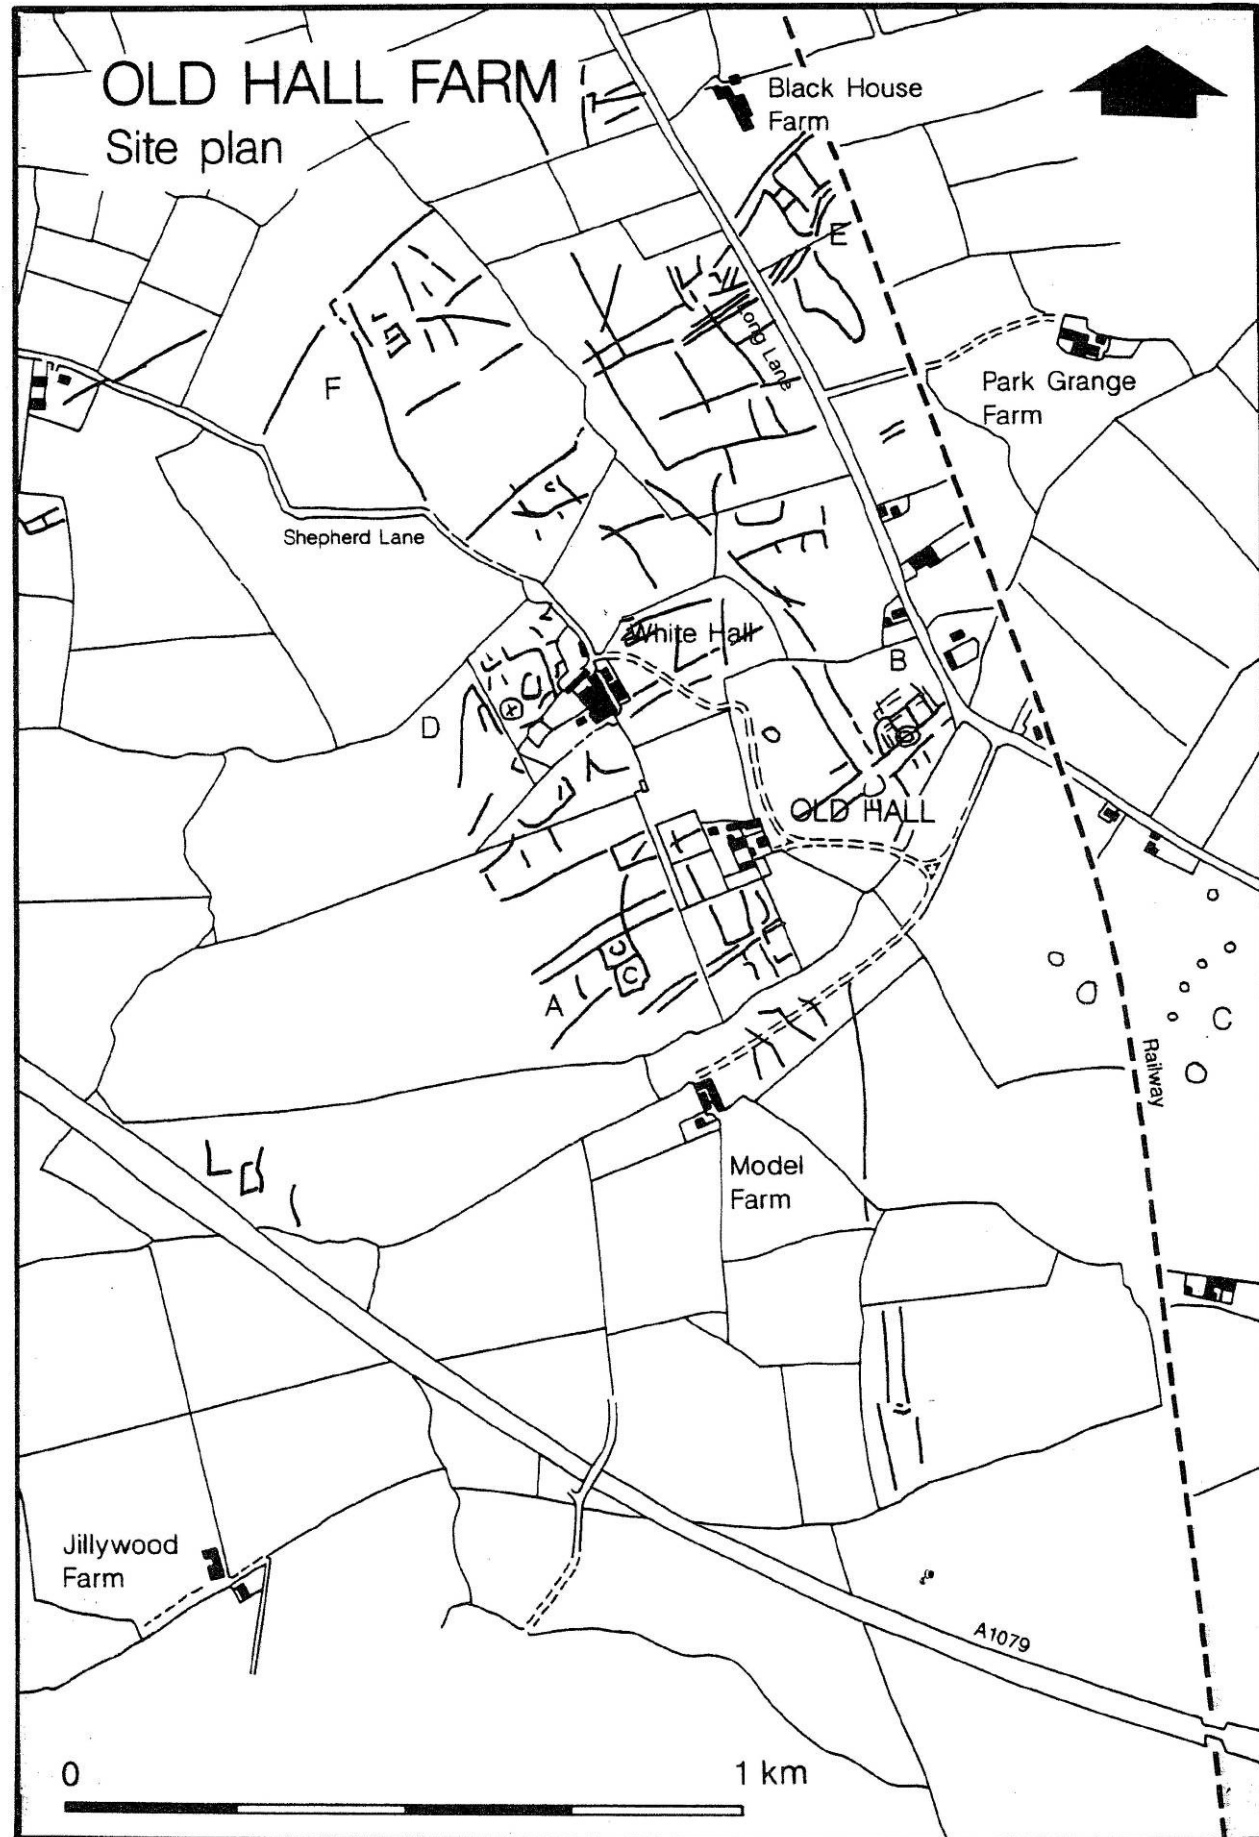 OLD HALL FARM
Site plan
Black House
Farm
E
Long Lane
Park Grange
Farm
F
Shepherd Lane
White Hall
B
D
OLD HALL
A
C
Railway
Model
Farm
Jillywood
Farm
A1079
0
1 km